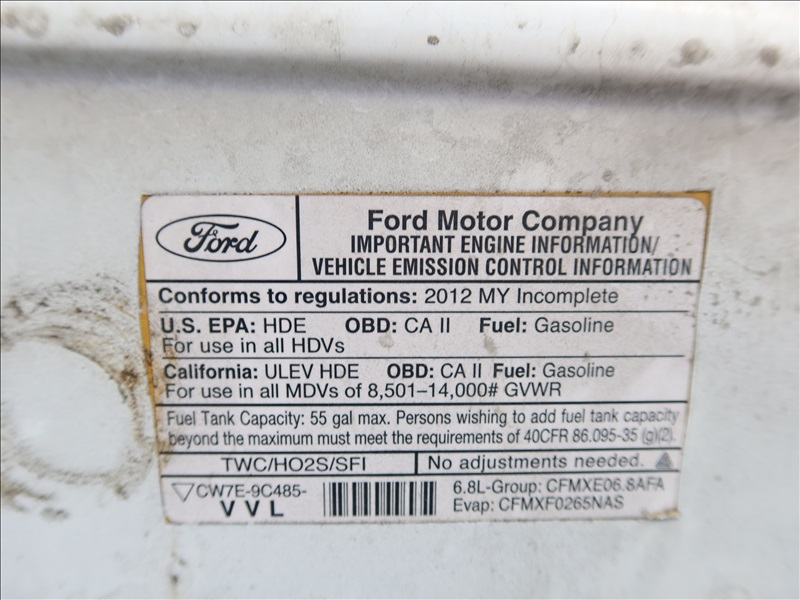 Ford
Ford Motor Company
IMPORTANT ENGINE INFORMATION/
VEHICLE EMISSION CONTROL INFORMATION
Conforms to regulations: 2012 MY Incomplete
U.S. EPA: HDE OBD: CA II Fuel: Gasoline
For use in all HDVs
California: ULEV HDE OBD: CA II Fuel: Gasoline
For use in all MDVs of 8,501–14,000# GVWR
Fuel Tank Capacity: 55 gal max. Persons wishing to add fuel tank capacity
beyond the maximum must meet the requirements of 40CFR 86.095-35 (g)(2).
TWC/HO2S/SFI No adjustments needed.
CW7E-9C485-
V V L
6.8L-Group: CFMXE06.8AFA
Evap: CFMXF0265NAS